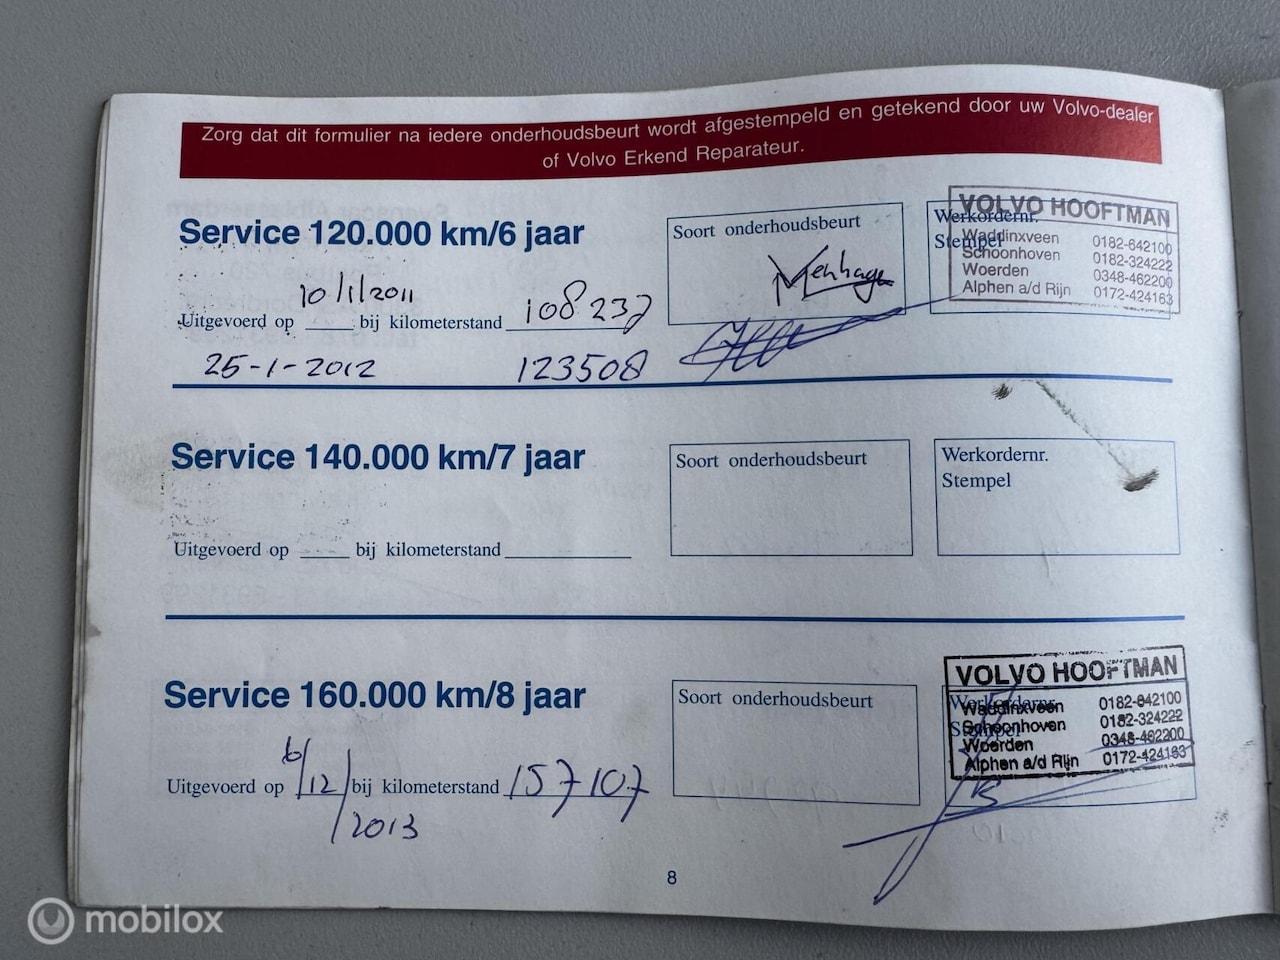 Zorg dat dit formulier na iedere onderhoudsbeurt wordt afgestempeld en getekend door uw Volvo-dealer
of Volvo Erkend Reparateur.
Service 120.000 km/6 jaar
Soort onderhoudsbeurt
Menhagen
Werkordernr.
Stempel
VOLVO HOOFTMAN
Waddinxveen 0182-642100
Schoonhoven 0182-324222
Woerden 0348-462200
Alphen a/d Rijn 0172-424163
10/1/2011
108237
Uitgevoerd op bij kilometerstand
25-1-2012 123508
Service 140.000 km/7 jaar
Soort onderhoudsbeurt
Werkordernr.
Stempel
Uitgevoerd op bij kilometerstand
Service 160.000 km/8 jaar
Soort onderhoudsbeurt
Werkordernr.
Stempel
VOLVO HOOFTMAN
Waddinxveen 0182-642100
Schoonhoven 0182-324222
Woerden 0348-462200
Alphen a/d Rijn 0172-424163
Uitgevoerd op 6/12/ bij kilometerstand 157107
2013
8
mobilox